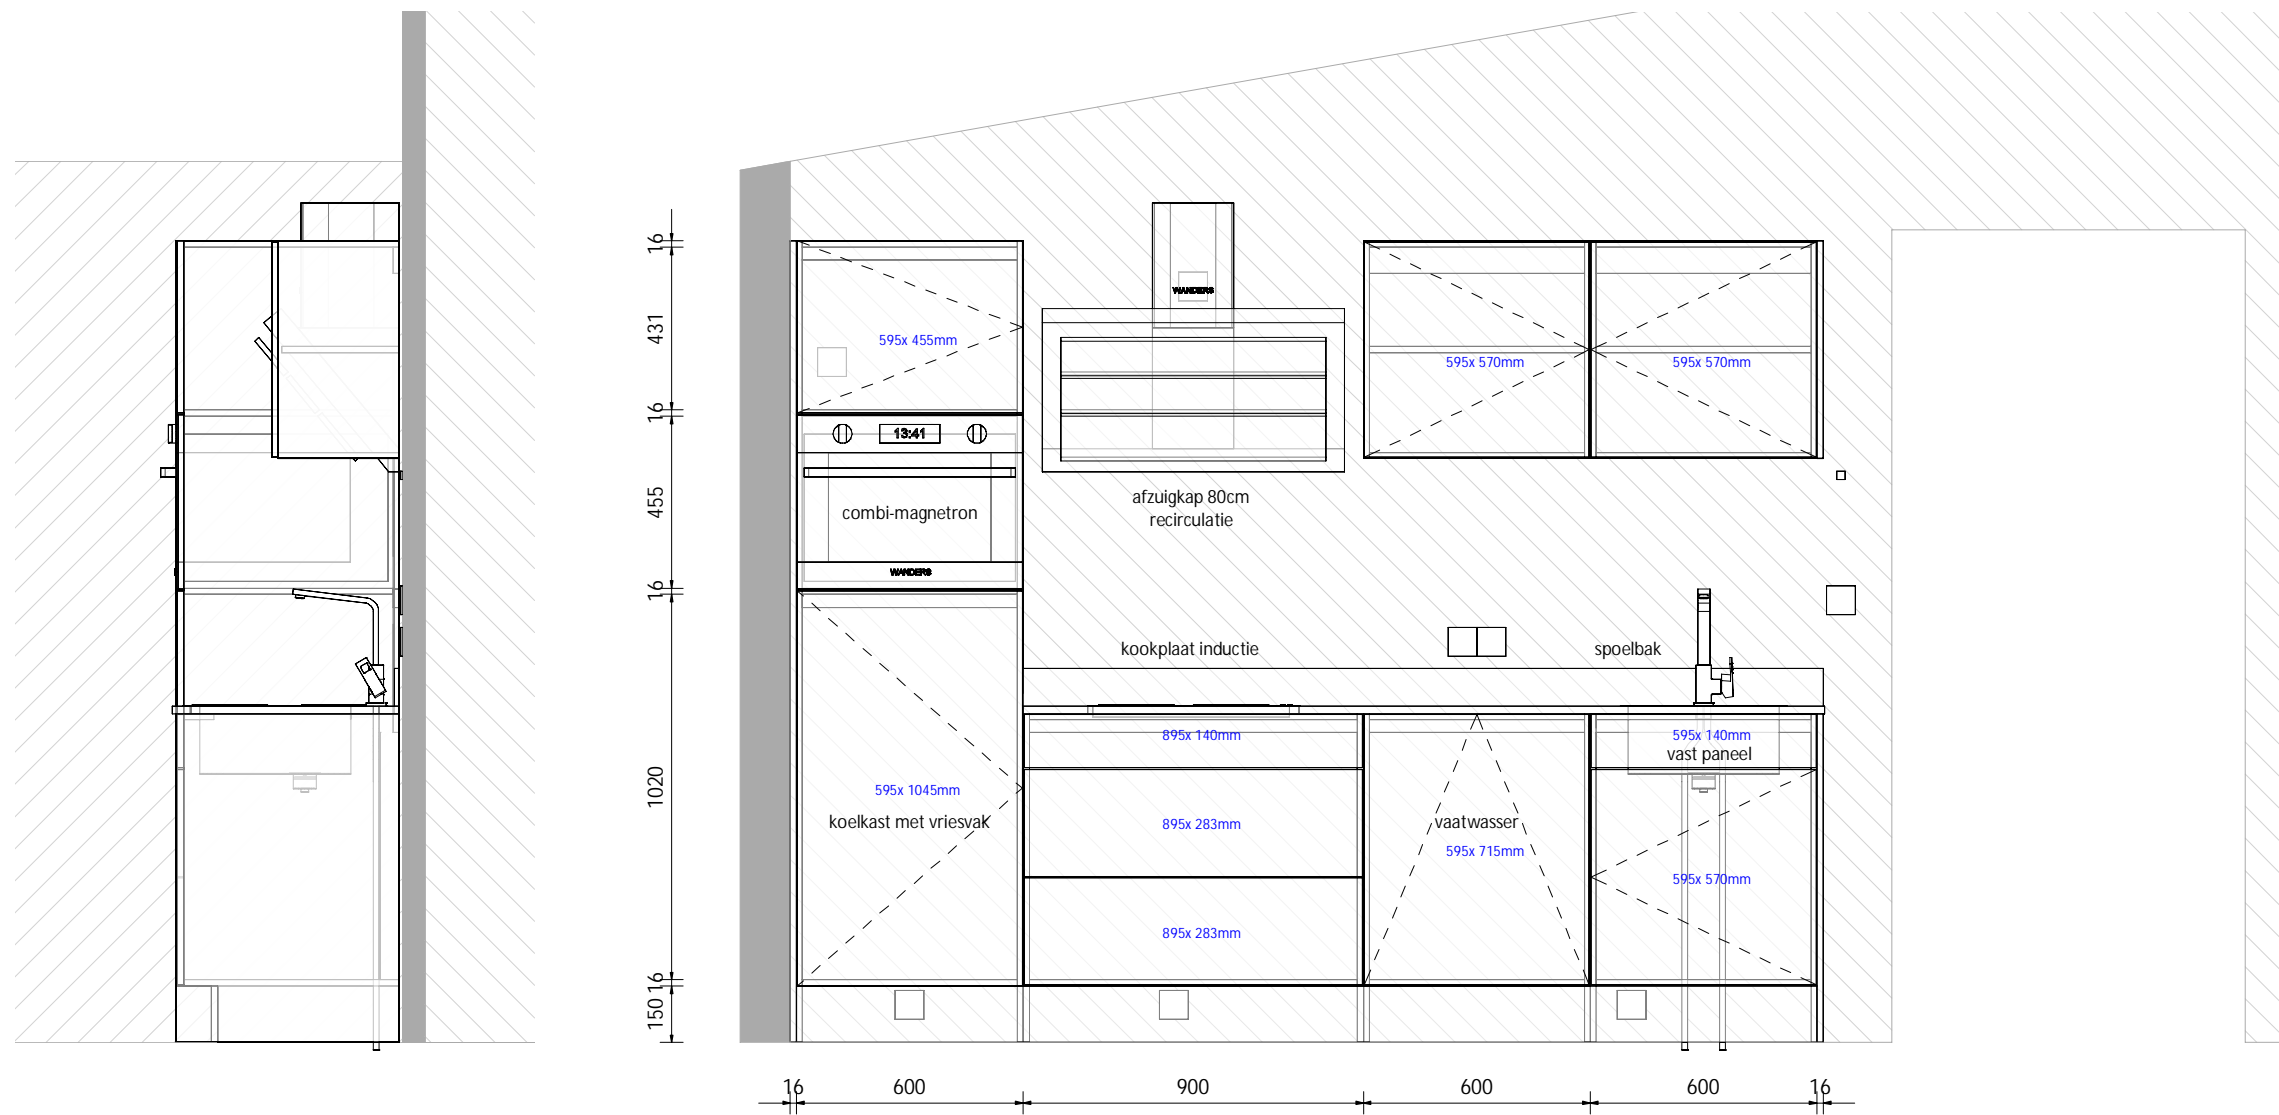 16
431
16
455
16
1020
16
150
WANDERS
595x 455mm
595x 570mm
595x 570mm
13:41
combi-magnetron
WANDERS
afzuigkap 80cm
recirculatie
kookplaat inductie
spoelbak
895x 140mm
595x 140mm
vast paneel
595x 1045mm
koelkast met vriesvak
895x 283mm
vaatwasser
595x 715mm
595x 570mm
895x 283mm
16 600 900 600 600 16